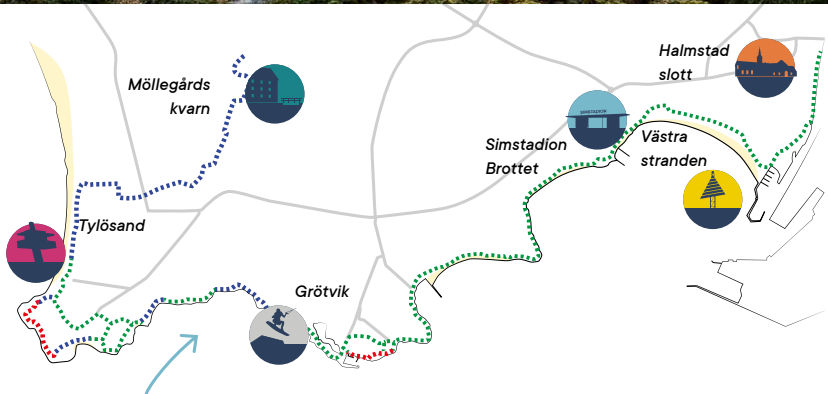 Halmstad
slott
Möllegårds
kvarn
Simstadion
Brottet
Västra
stranden
Tylösand
Grötvik